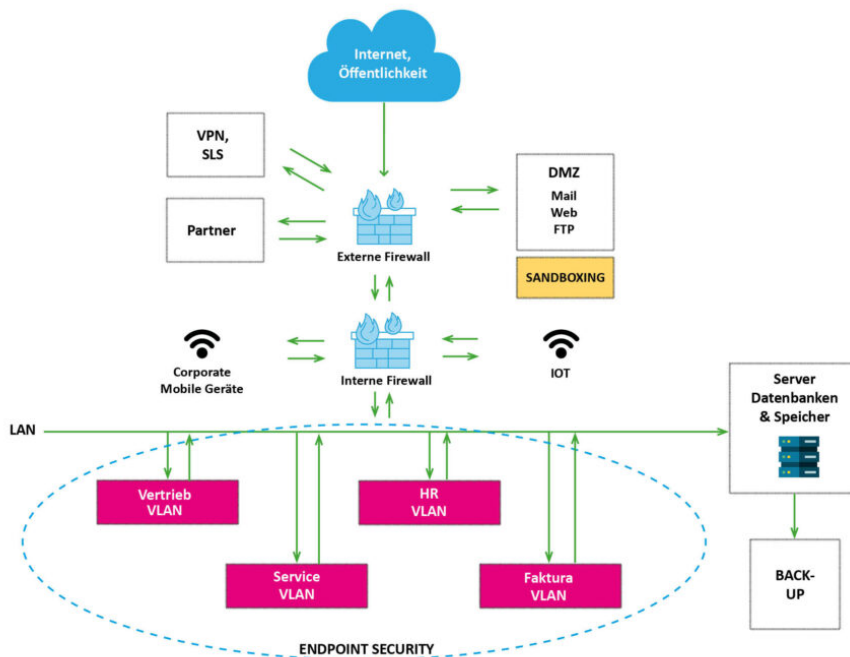 Internet,
Öffentlichkeit
VPN,
SLS
DMZ
Mail
Web
FTP
Partner
Externe Firewall
SANDBOXING
Corporate
Mobile Geräte
Interne Firewall
IOT
Server
Datenbanken
& Speicher
LAN
Vertrieb
VLAN
HR
VLAN
Service
VLAN
Faktura
VLAN
BACK-
UP
ENDPOINT SECURITY